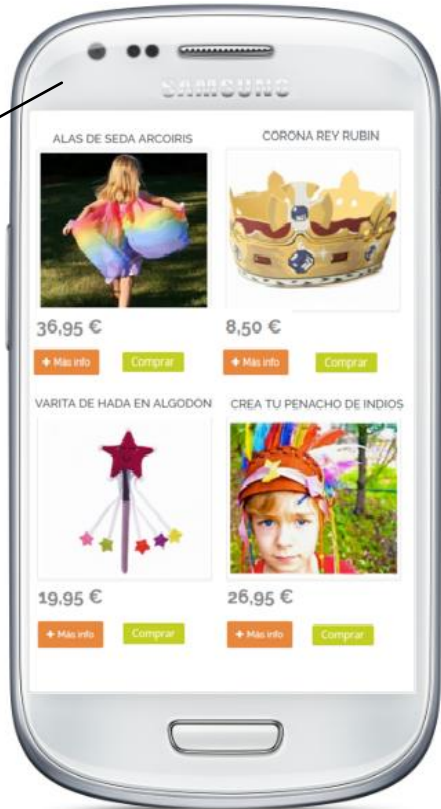 SAMSUNG
ALAS DE SEDA ARCOIRIS
CORONA REY RUBIN
36,95 €
8,50 €
+ Más info
Comprar
+ Más info
Comprar
VARITA DE HADA EN ALGODON
CREA TU PENACHO DE INDIOS
19,95 €
26,95 €
+ Más info
Comprar
+ Más info
Comprar